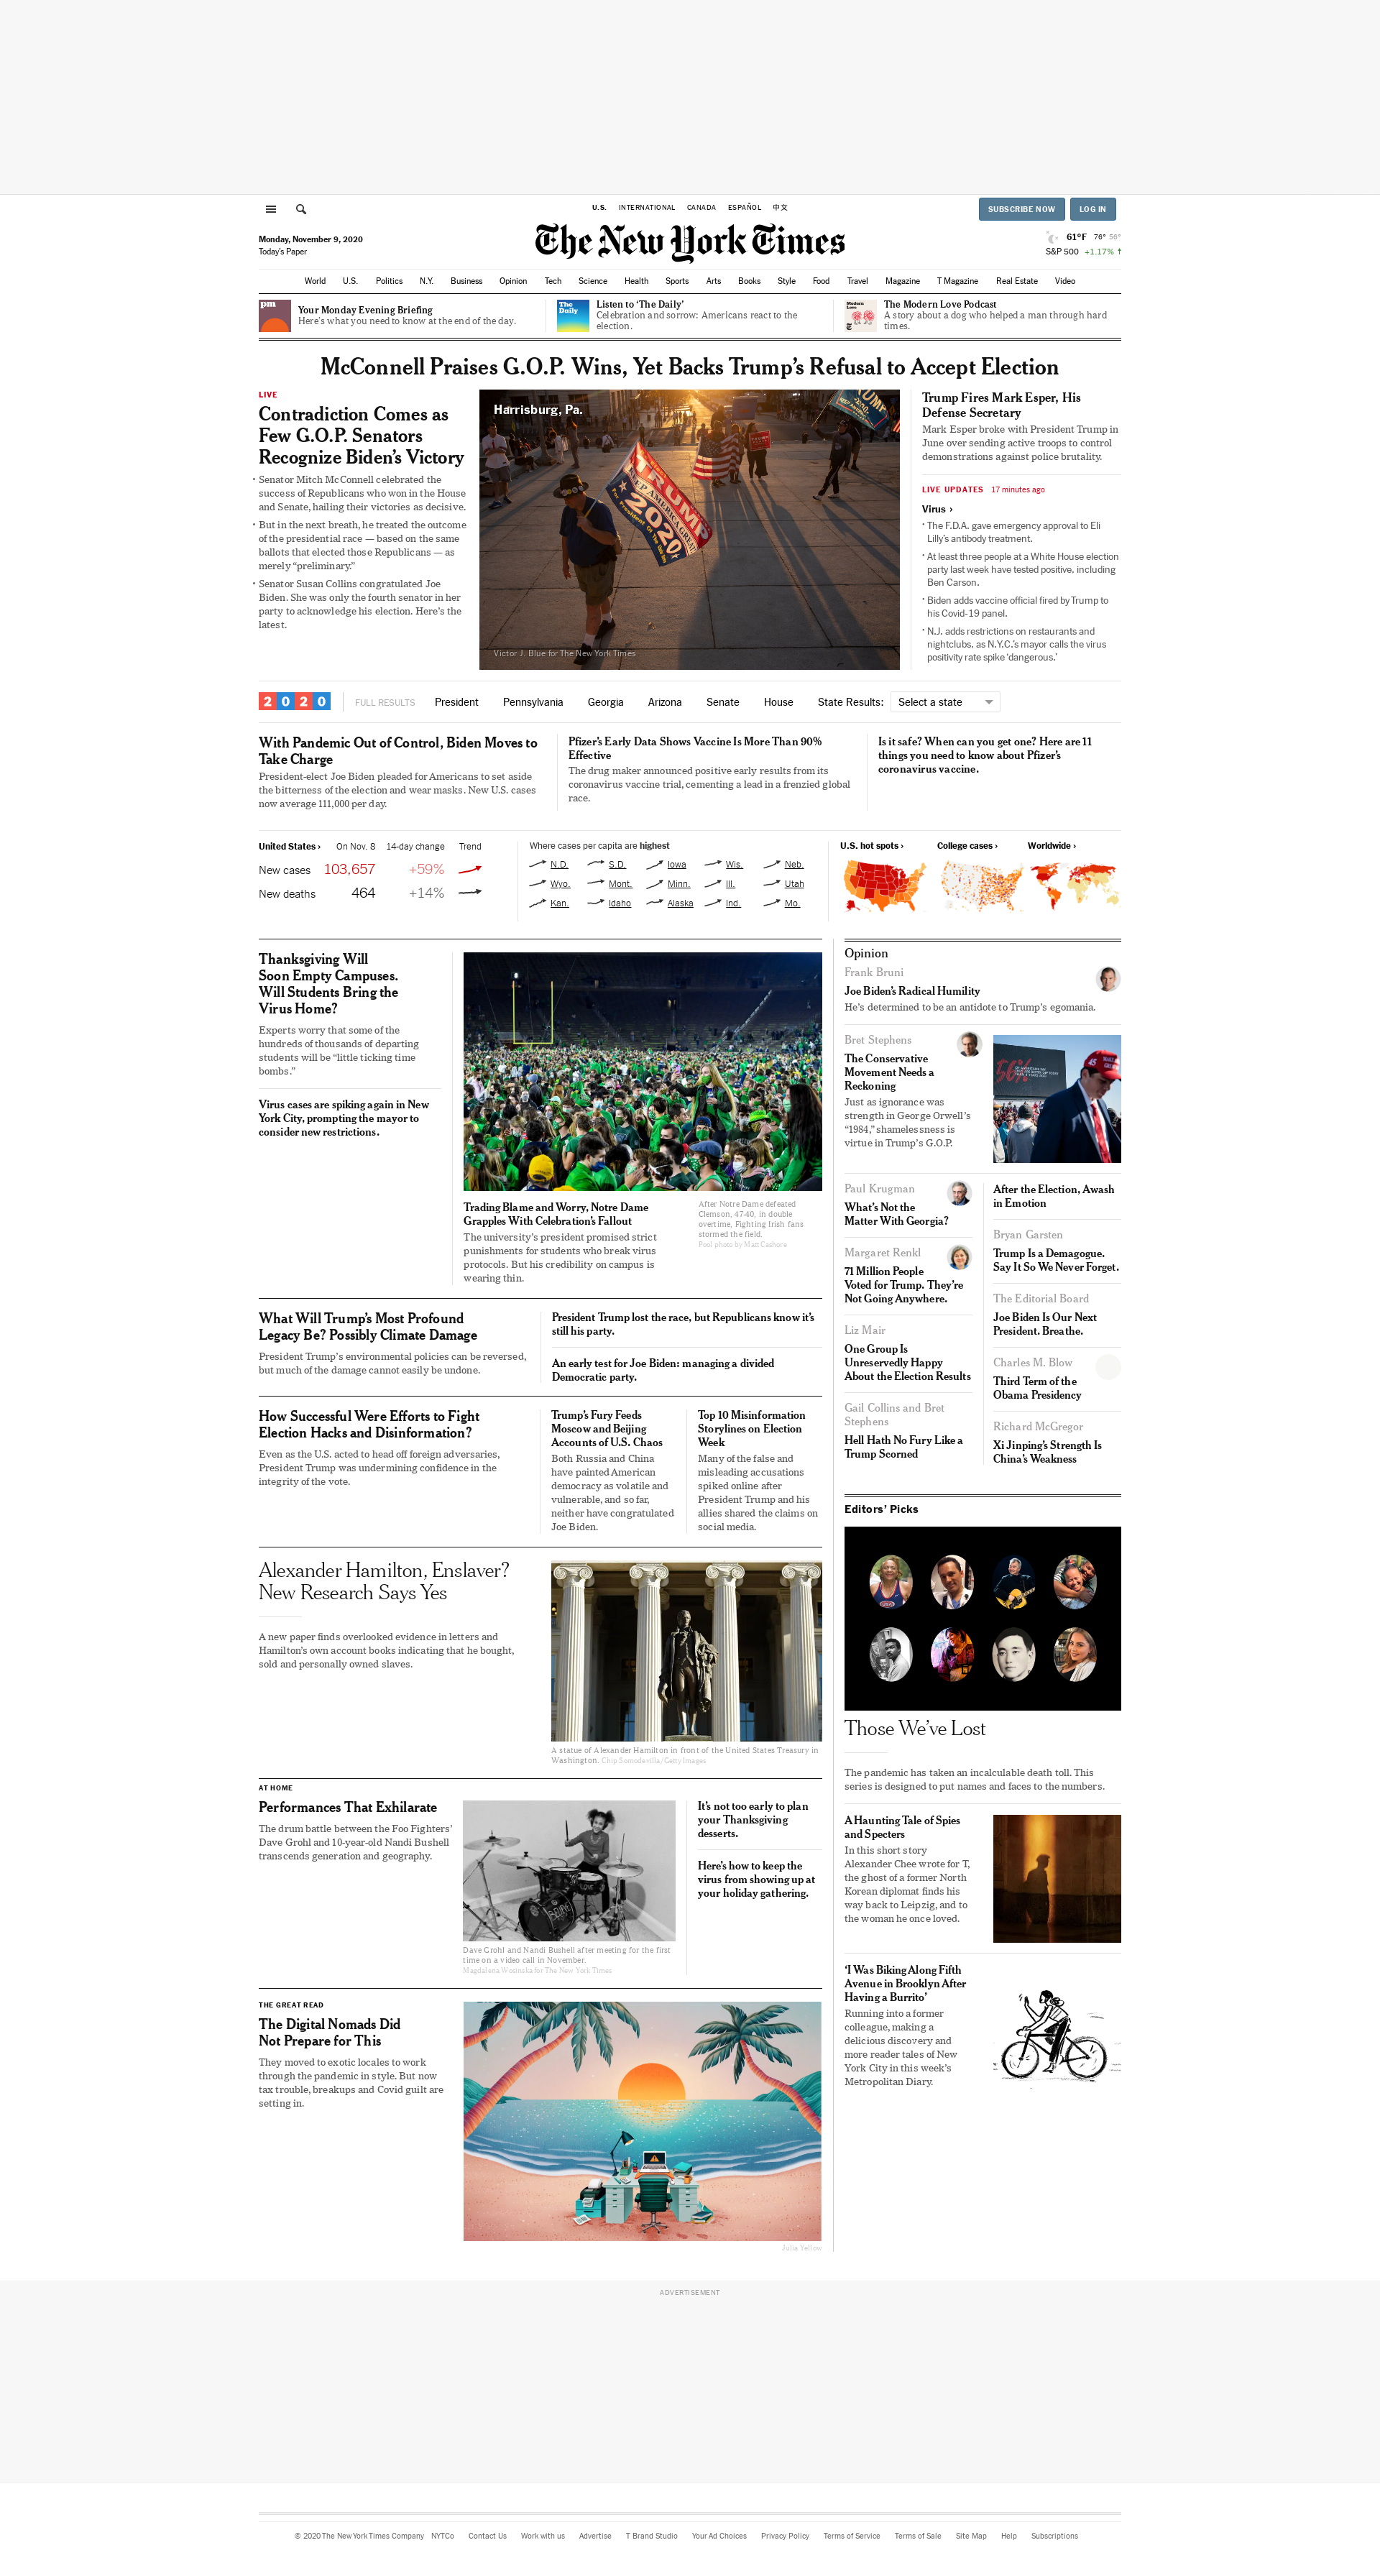 U.S. INTERNATIONAL CANADA ESPAÑOL 中文
SUBSCRIBE NOW LOG IN
Monday, November 9, 2020
Today's Paper
The New York Times
61°F 76° 56°
S&P 500 +1.17% ↑
World U.S. Politics N.Y. Business Opinion Tech Science Health Sports Arts Books Style Food Travel Magazine T Magazine Real Estate Video
pm
Your Monday Evening Briefing
Here's what you need to know at the end of the day.
The Daily
Listen to 'The Daily'
Celebration and sorrow: Americans react to the
election.
Modern Love
The Modern Love Podcast
A story about a dog who helped a man through hard
times.
McConnell Praises G.O.P. Wins, Yet Backs Trump's Refusal to Accept Election
LIVE
Contradiction Comes as
Few G.O.P. Senators
Recognize Biden's Victory
• Senator Mitch McConnell celebrated the
success of Republicans who won in the House
and Senate, hailing their victories as decisive.
• But in the next breath, he treated the outcome
of the presidential race — based on the same
ballots that elected those Republicans — as
merely "preliminary."
• Senator Susan Collins congratulated Joe
Biden. She was only the fourth senator in her
party to acknowledge his election. Here's the
latest.
Harrisburg, Pa.
TRUMP
TRUMP
KEEP AMERICA GREAT
TRUMP
2020
Victor J. Blue for The New York Times
Trump Fires Mark Esper, His
Defense Secretary
Mark Esper broke with President Trump in
June over sending active troops to control
demonstrations against police brutality.
LIVE UPDATES 17 minutes ago
Virus ›
• The F.D.A. gave emergency approval to Eli
Lilly's antibody treatment.
• At least three people at a White House election
party last week have tested positive, including
Ben Carson.
• Biden adds vaccine official fired by Trump to
his Covid-19 panel.
• N.J. adds restrictions on restaurants and
nightclubs, as N.Y.C.'s mayor calls the virus
positivity rate spike 'dangerous.'
2020 FULL RESULTS President Pennsylvania Georgia Arizona Senate House State Results: Select a state
With Pandemic Out of Control, Biden Moves to
Take Charge
President-elect Joe Biden pleaded for Americans to set aside
the bitterness of the election and wear masks. New U.S. cases
now average 111,000 per day.
Pfizer's Early Data Shows Vaccine Is More Than 90%
Effective
The drug maker announced positive early results from its
coronavirus vaccine trial, cementing a lead in a frenzied global
race.
Is it safe? When can you get one? Here are 11
things you need to know about Pfizer's
coronavirus vaccine.
United States › On Nov. 8 14-day change Trend
New cases 103,657 +59%
New deaths 464 +14%
Where cases per capita are highest
N.D. S.D. Iowa Wis. Neb.
Wyo. Mont. Minn. Ill. Utah
Kan. Idaho Alaska Ind. Mo.
U.S. hot spots › College cases › Worldwide ›
Thanksgiving Will
Soon Empty Campuses.
Will Students Bring the
Virus Home?
Experts worry that some of the
hundreds of thousands of departing
students will be "little ticking time
bombs."
Virus cases are spiking again in New
York City, prompting the mayor to
consider new restrictions.
Trading Blame and Worry, Notre Dame
Grapples With Celebration's Fallout
The university's president promised strict
punishments for students who break virus
protocols. But his credibility on campus is
wearing thin.
After Notre Dame defeated
Clemson, 47-40, in double
overtime, Fighting Irish fans
stormed the field.
Pool photo by Matt Cashore
What Will Trump's Most Profound
Legacy Be? Possibly Climate Damage
President Trump's environmental policies can be reversed,
but much of the damage cannot easily be undone.
President Trump lost the race, but Republicans know it's
still his party.
An early test for Joe Biden: managing a divided
Democratic party.
How Successful Were Efforts to Fight
Election Hacks and Disinformation?
Even as the U.S. acted to head off foreign adversaries,
President Trump was undermining confidence in the
integrity of the vote.
Trump's Fury Feeds
Moscow and Beijing
Accounts of U.S. Chaos
Both Russia and China
have painted American
democracy as volatile and
vulnerable, and so far,
neither have congratulated
Joe Biden.
Top 10 Misinformation
Storylines on Election
Week
Many of the false and
misleading accusations
spiked online after
President Trump and his
allies shared the claims on
social media.
Alexander Hamilton, Enslaver?
New Research Says Yes
A new paper finds overlooked evidence in letters and
Hamilton's own account books indicating that he bought,
sold and personally owned slaves.
A statue of Alexander Hamilton in front of the United States Treasury in
Washington. Chip Somodevilla/Getty Images
AT HOME
Performances That Exhilarate
The drum battle between the Foo Fighters'
Dave Grohl and 10-year-old Nandi Bushell
transcends generation and geography.
Dave Grohl and Nandi Bushell after meeting for the first
time on a video call in November.
Magdalena Wosinska for The New York Times
It's not too early to plan
your Thanksgiving
desserts.
Here's how to keep the
virus from showing up at
your holiday gathering.
THE GREAT READ
The Digital Nomads Did
Not Prepare for This
They moved to exotic locales to work
through the pandemic in style. But now
tax trouble, breakups and Covid guilt are
setting in.
Julia Yellow
Opinion
Frank Bruni
Joe Biden's Radical Humility
He's determined to be an antidote to Trump's egomania.
Bret Stephens
The Conservative
Movement Needs a
Reckoning
Just as ignorance was
strength in George Orwell's
"1984," shamelessness is
virtue in Trump's G.O.P.
56%
45
Paul Krugman
What's Not the
Matter With Georgia?
Margaret Renkl
71 Million People
Voted for Trump. They're
Not Going Anywhere.
Liz Mair
One Group Is
Unreservedly Happy
About the Election Results
Gail Collins and Bret
Stephens
Hell Hath No Fury Like a
Trump Scorned
After the Election, Awash
in Emotion
Bryan Garsten
Trump Is a Demagogue.
Say It So We Never Forget.
The Editorial Board
Joe Biden Is Our Next
President. Breathe.
Charles M. Blow
Third Term of the
Obama Presidency
Richard McGregor
Xi Jinping's Strength Is
China's Weakness
Editors' Picks
Those We've Lost
The pandemic has taken an incalculable death toll. This
series is designed to put names and faces to the numbers.
A Haunting Tale of Spies
and Specters
In this short story
Alexander Chee wrote for T,
the ghost of a former North
Korean diplomat finds his
way back to Leipzig, and to
the woman he once loved.
'I Was Biking Along Fifth
Avenue in Brooklyn After
Having a Burrito'
Running into a former
colleague, making a
delicious discovery and
more reader tales of New
York City in this week's
Metropolitan Diary.
ADVERTISEMENT
© 2020 The New York Times Company NYTCo Contact Us Work with us Advertise T Brand Studio Your Ad Choices Privacy Policy Terms of Service Terms of Sale Site Map Help Subscriptions